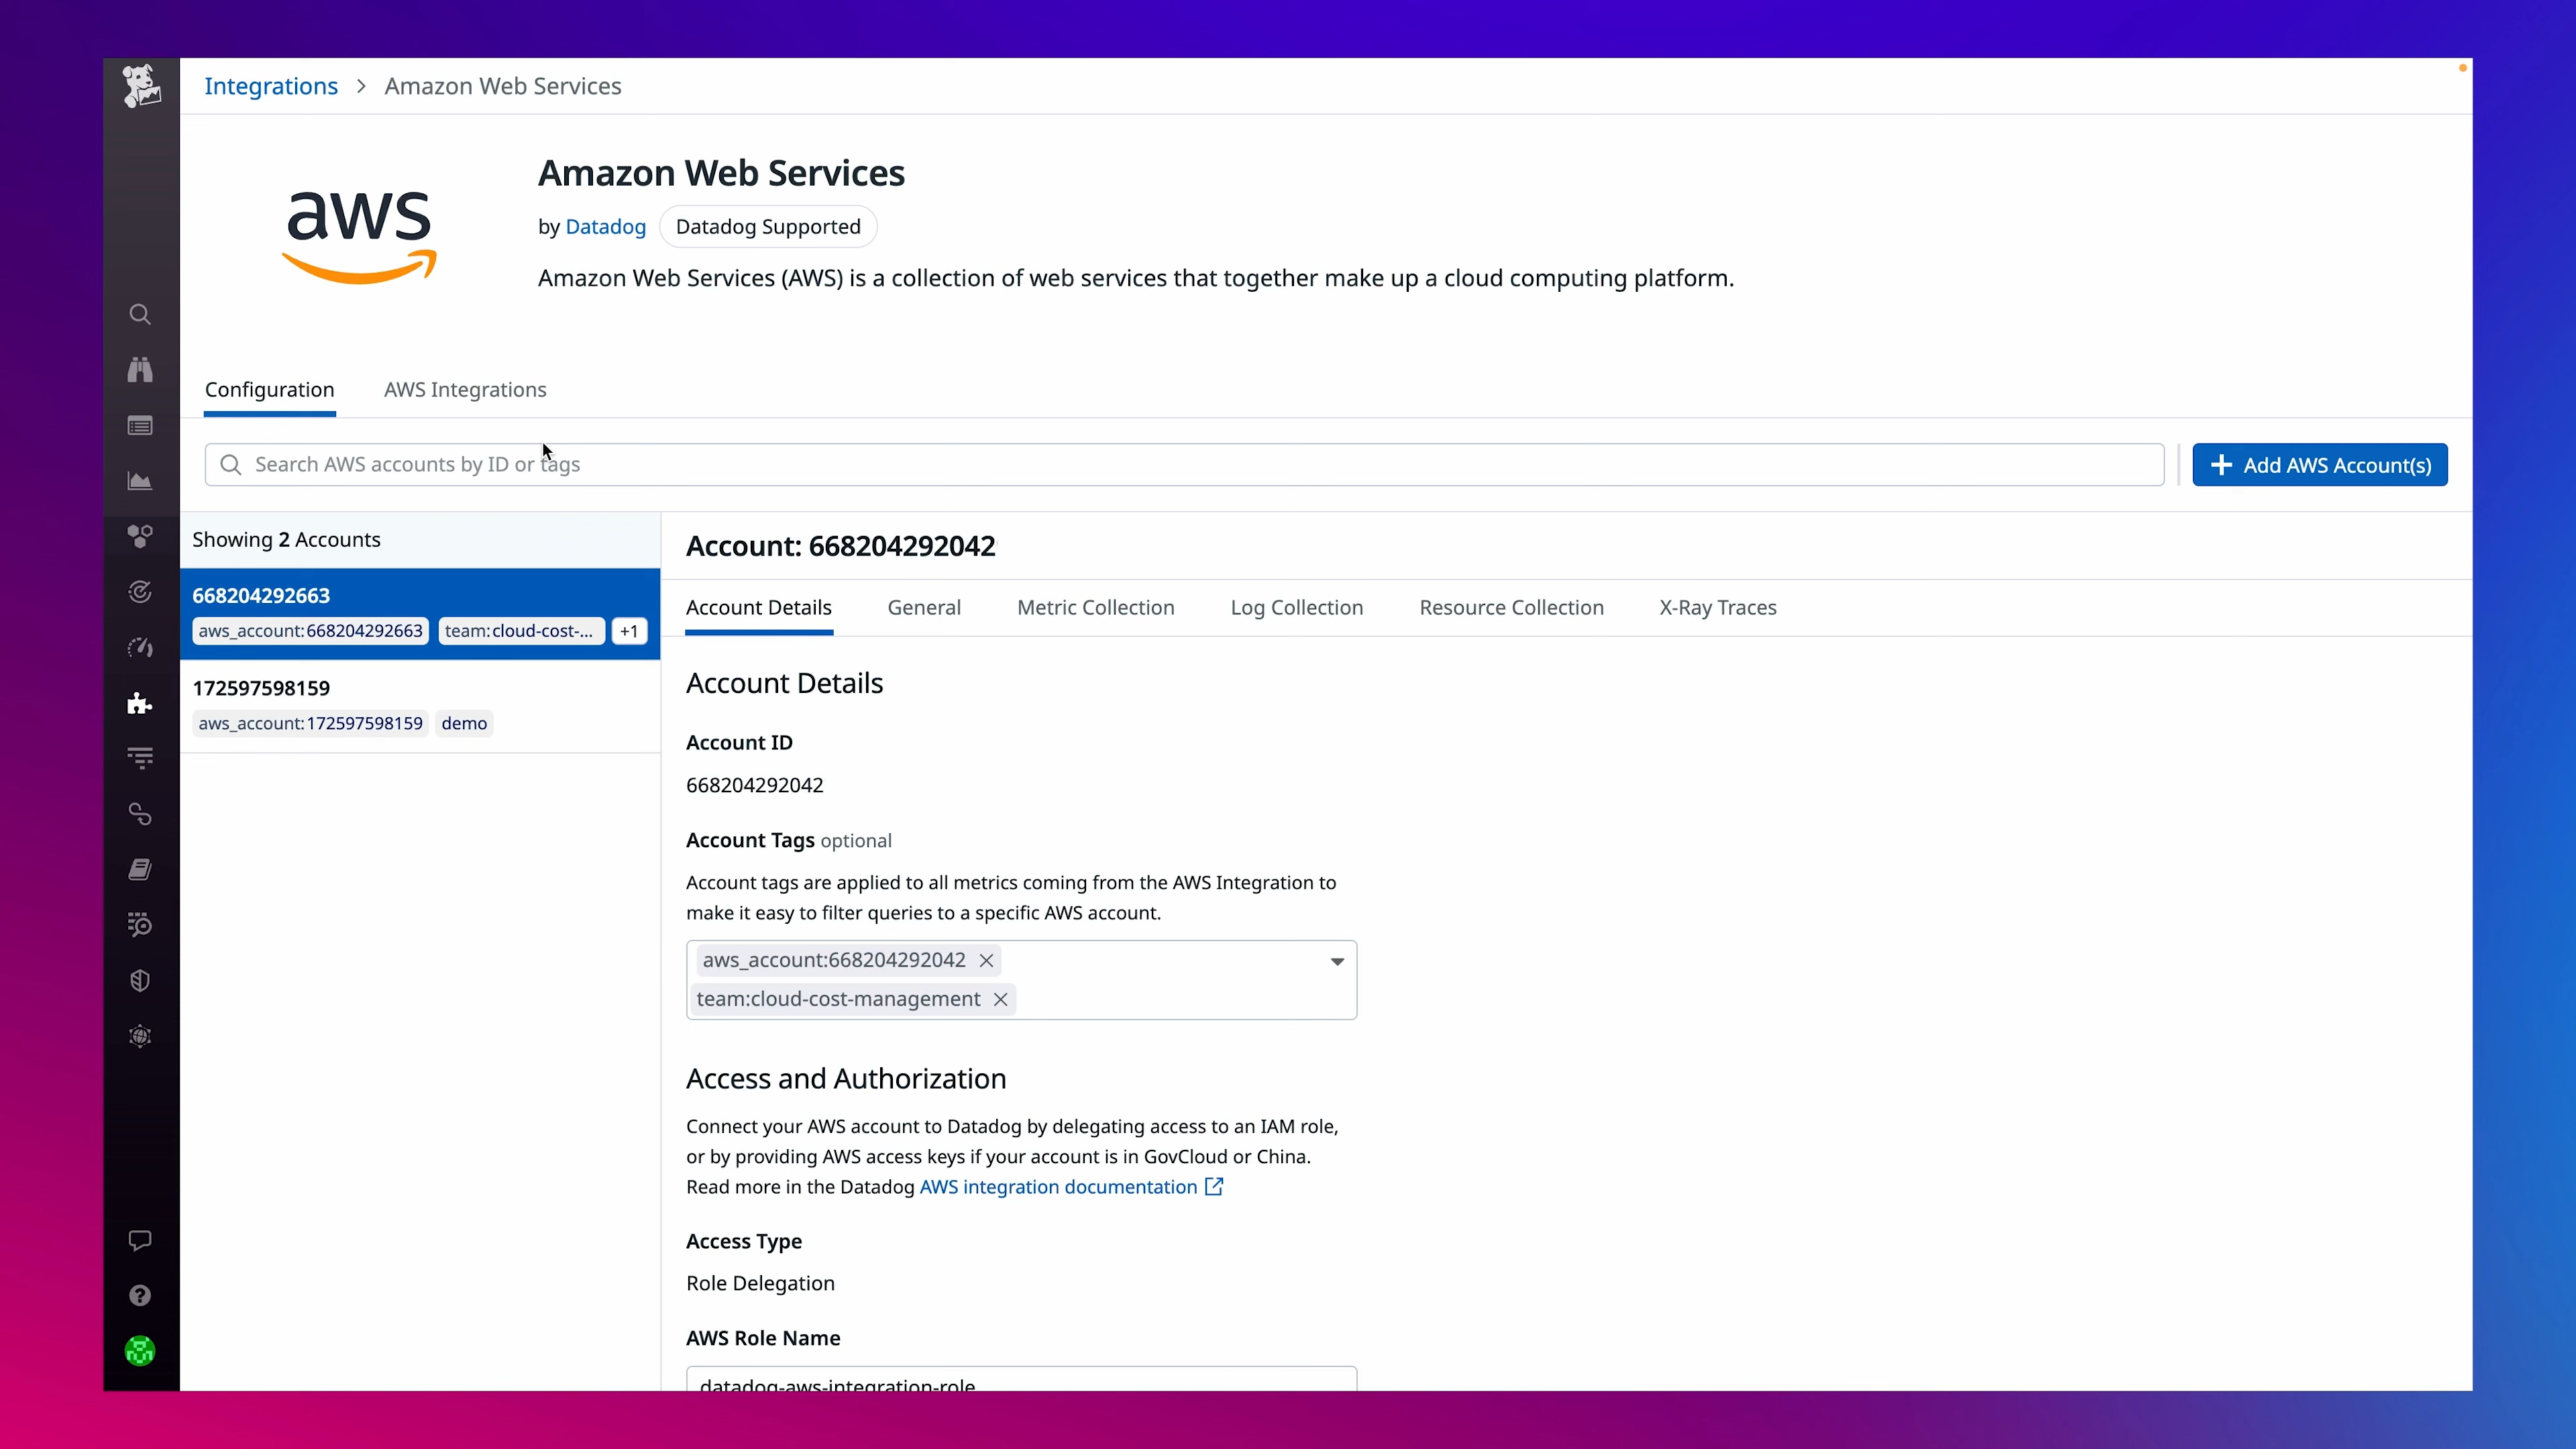 Integrations > Amazon Web Services
aws
Amazon Web Services
by Datadog Datadog Supported
Amazon Web Services (AWS) is a collection of web services that together make up a cloud computing platform.
Configuration AWS Integrations
Search AWS accounts by ID or tags
+ Add AWS Account(s)
Showing 2 Accounts
668204292663
aws_account:668204292663 team:cloud-cost-... +1
172597598159
aws_account:172597598159 demo
Account: 668204292042
Account Details General Metric Collection Log Collection Resource Collection X-Ray Traces
Account Details
Account ID
668204292042
Account Tags optional
Account tags are applied to all metrics coming from the AWS Integration to
make it easy to filter queries to a specific AWS account.
aws_account:668204292042
team:cloud-cost-management
Access and Authorization
Connect your AWS account to Datadog by delegating access to an IAM role,
or by providing AWS access keys if your account is in GovCloud or China.
Read more in the Datadog AWS integration documentation
Access Type
Role Delegation
AWS Role Name
datadog-aws-integration-role